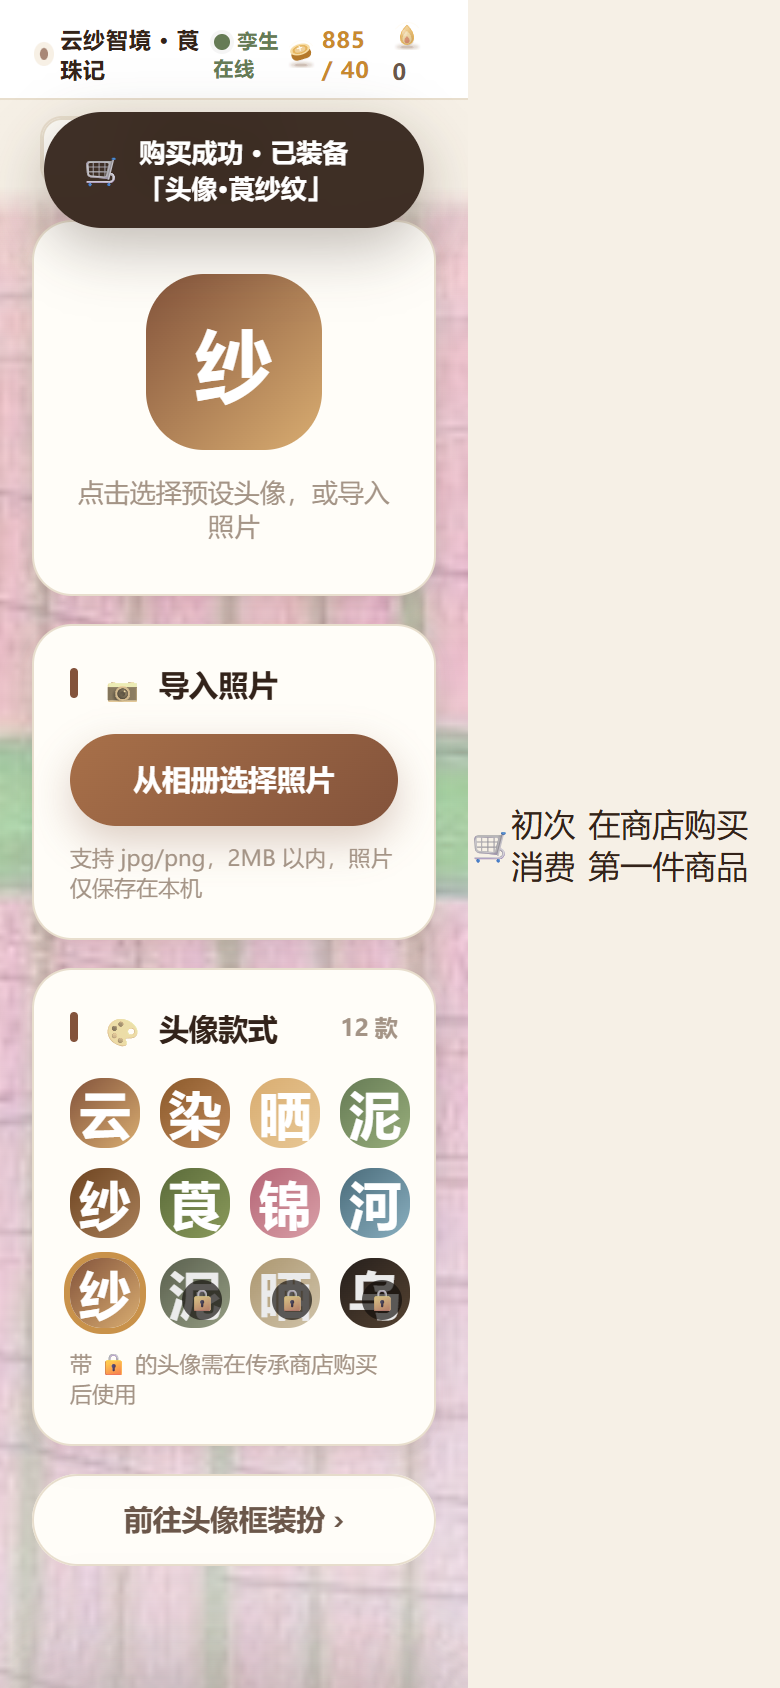 云纱智境·莨
珠记
孪生
在线
885
/ 40
0
购买成功·已装备
「头像·莨纱纹」
纱
点击选择预设头像，或导入
照片
导入照片
从相册选择照片
支持 jpg/png，2MB 以内，照片
仅保存在本机
初次
消费
在商店购买
第一件商品
头像款式
12 款
云 染 晒 泥
纱 莨 锦 河
纱 泥 晒 乌
带 的头像需在传承商店购买
后使用
前往头像框装扮 ›